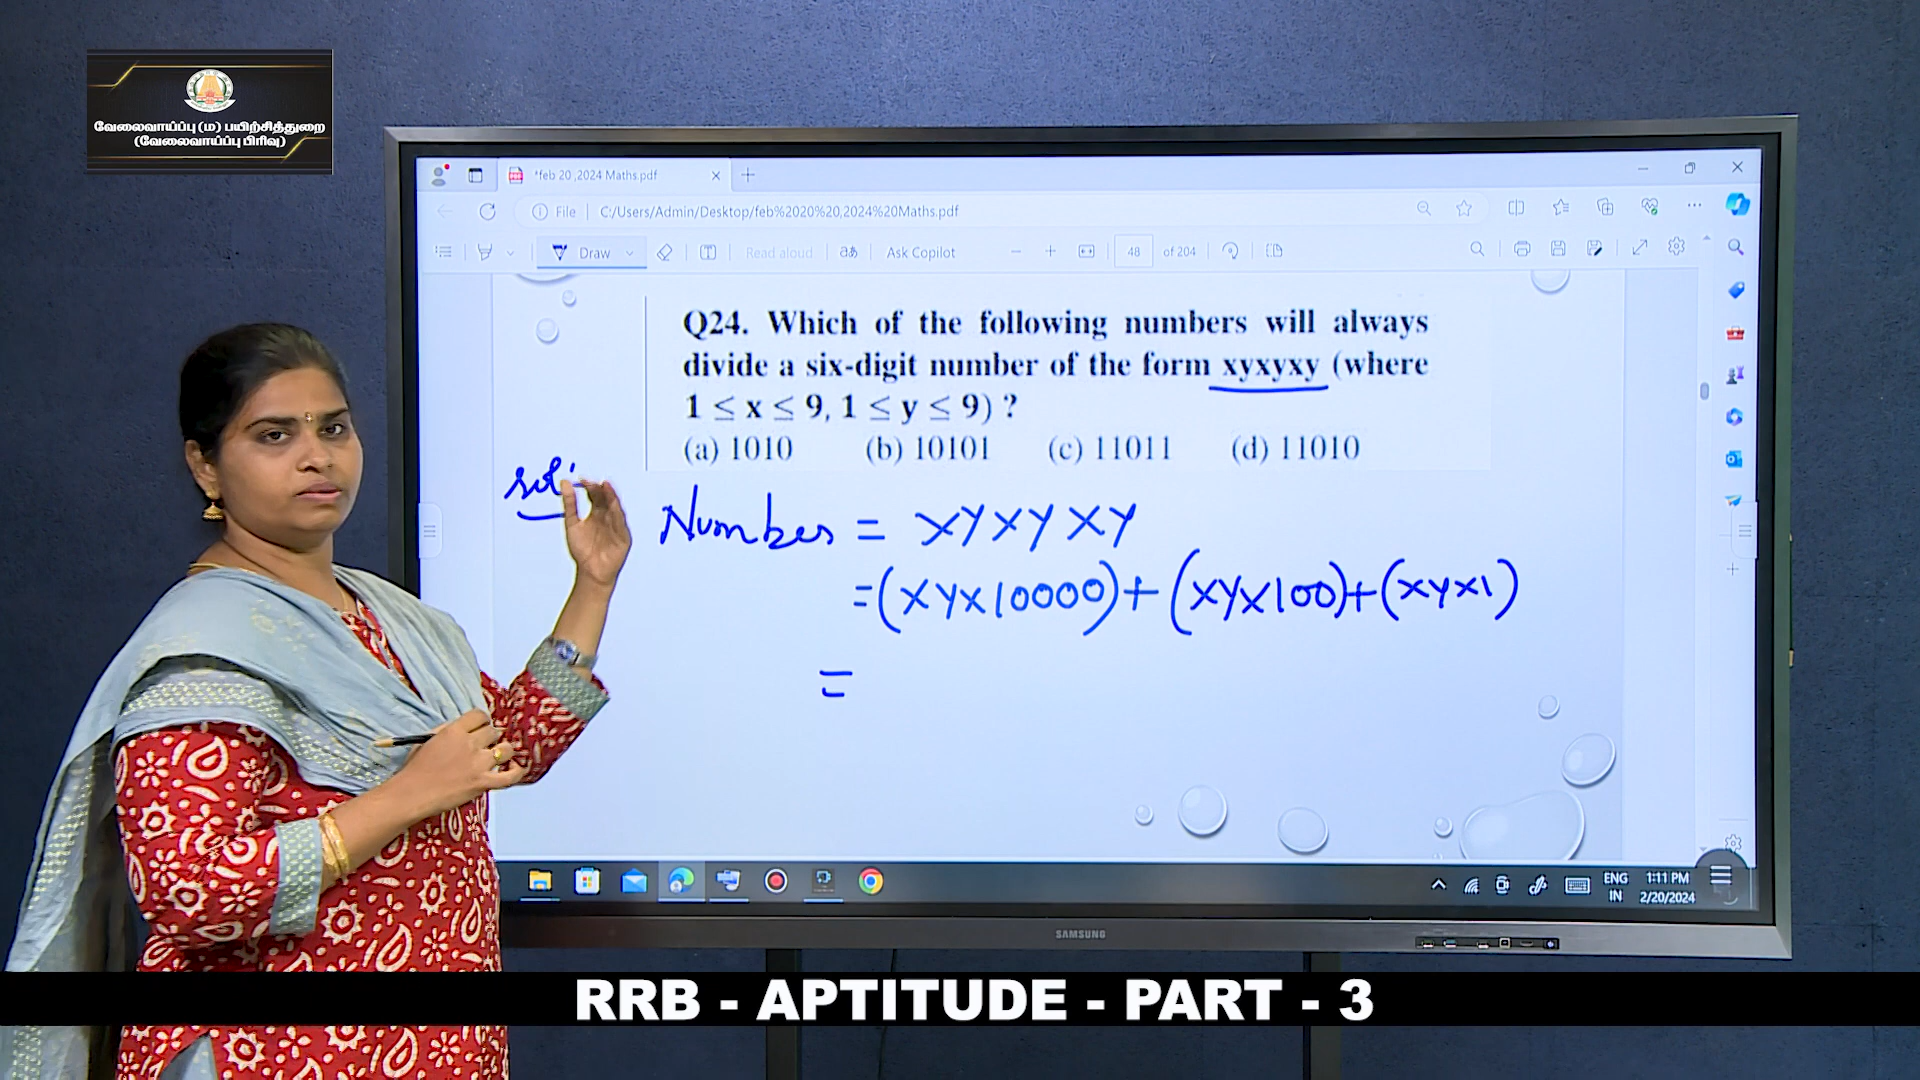 வேலைவாய்ப்பு (ம) பயிற்சித்துறை
(வேலைவாய்ப்பு பிரிவு)
*feb 20 ,2024 Maths.pdf
File C:/Users/Admin/Desktop/feb%2020%20,2024%20Maths.pdf
Draw Read aloud aあ Ask Copilot 48 of 204
Q24. Which of the following numbers will always
divide a six-digit number of the form xyxyxy (where
1 ≤ x ≤ 9, 1 ≤ y ≤ 9) ?
(a) 1010 (b) 10101 (c) 11011 (d) 11010
Number = XYXYXY
=(XY×10000)+(XY×100)+(XY×1)
=
ENG 1:11 PM
IN 2/20/2024
SAMSUNG
RRB - APTITUDE - PART - 3